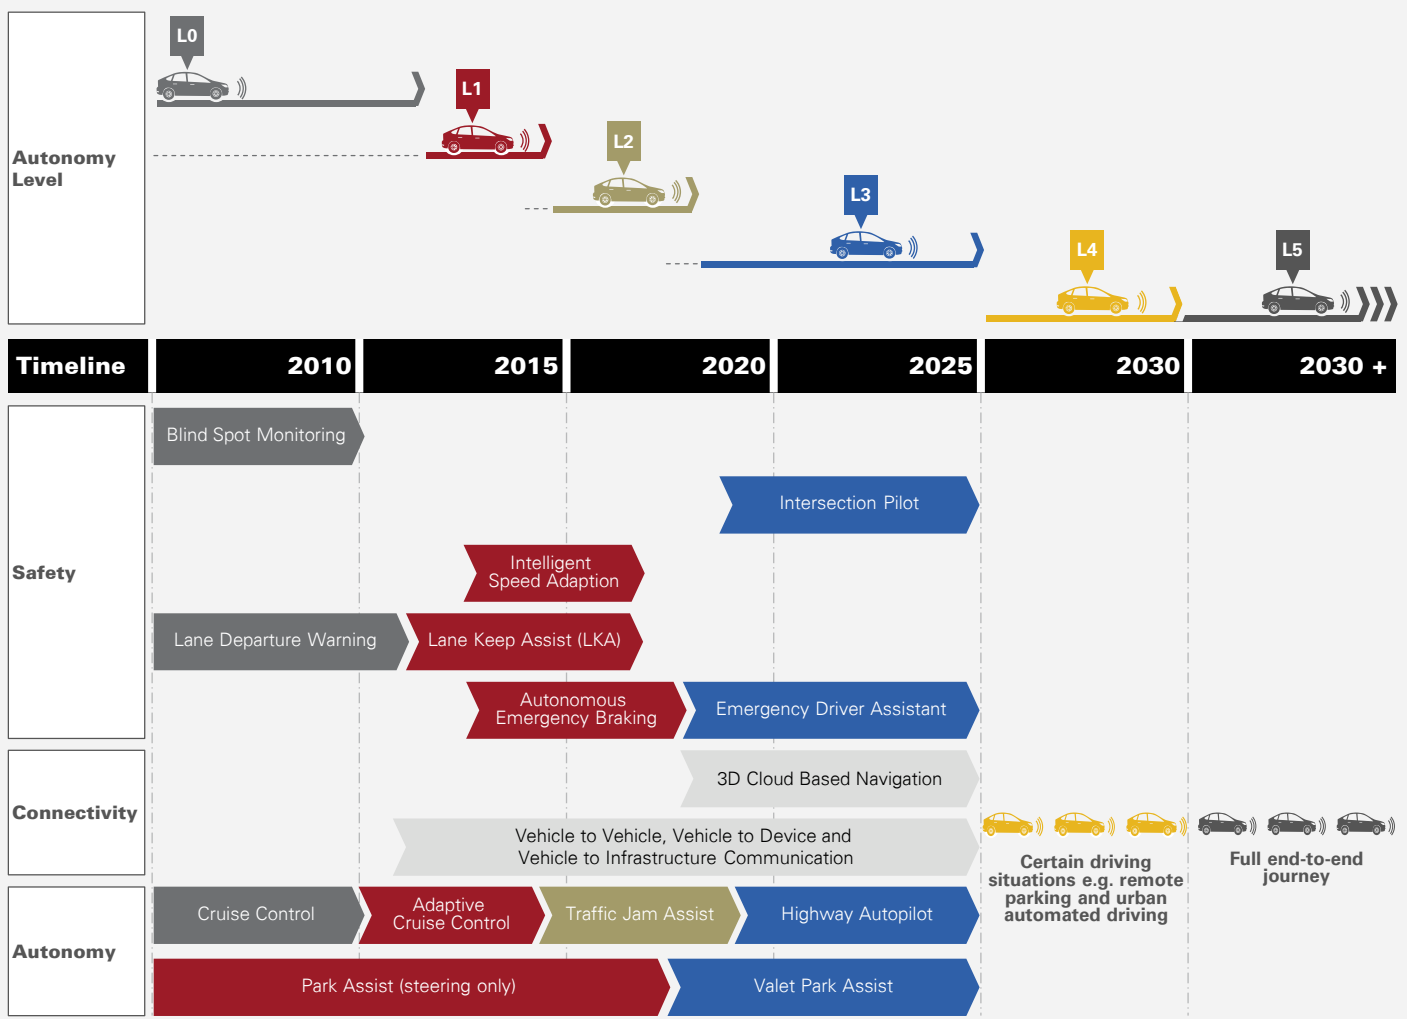 L0
L1
L2
L3
L4
L5
Autonomy
Level
Timeline 2010 2015 2020 2025 2030 2030 +
Safety
Blind Spot Monitoring
Intersection Pilot
Intelligent
Speed Adaption
Lane Departure Warning
Lane Keep Assist (LKA)
Autonomous
Emergency Braking
Emergency Driver Assistant
Connectivity
3D Cloud Based Navigation
Vehicle to Vehicle, Vehicle to Device and
Vehicle to Infrastructure Communication
Certain driving
situations e.g. remote
parking and urban
automated driving
Full end-to-end
journey
Autonomy
Cruise Control
Adaptive
Cruise Control
Traffic Jam Assist
Highway Autopilot
Park Assist (steering only)
Valet Park Assist